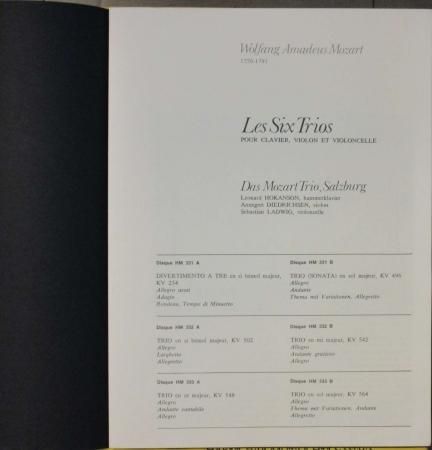 Wolfgang Amadeus Mozart
1756-1791
Les Six Trios
POUR CLAVIER, VIOLON ET VIOLONCELLE
Das Mozart Trio, Salzburg
Leonard HOKANSON, hammerklavier
Annegret DIEDRICHSEN, violon
Sebastian LADWIG, violoncelle
Disque HM 331 A
DIVERTIMENTO A TRE en si bémol majeur,
KV 254
Allegro assai
Adagio
Rondeau, Tempo di Minuetto
Disque HM 331 B
TRIO (SONATA) en sol majeur, KV 496
Allegro
Andante
Thema mit Variationen, Allegretto
Disque HM 332 A
TRIO en si bémol majeur, KV 502
Allegro
Larghetto
Allegretto
Disque HM 332 B
TRIO en mi majeur, KV 542
Allegro
Andante grazioso
Allegro
Disque HM 333 A
TRIO en ut majeur, KV 548
Allegro
Andante cantabile
Allegro
Disque HM 333 B
TRIO en sol majeur, KV 564
Allegro
Thema mit Variationen, Andante
Allegretto